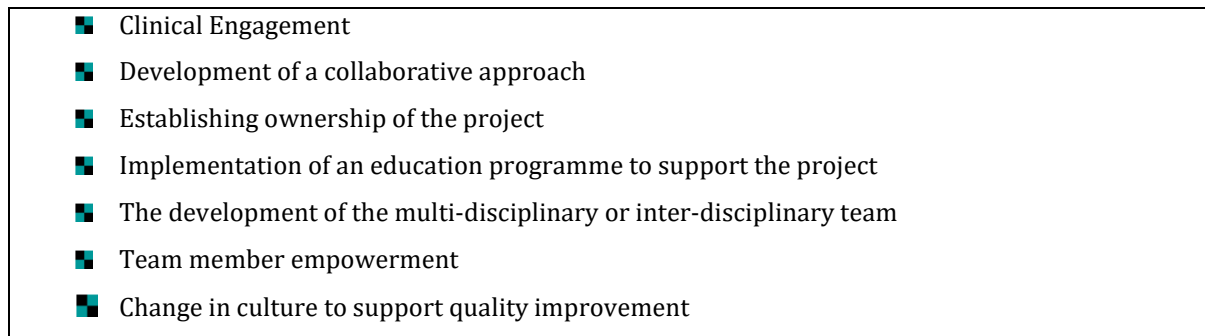 Clinical Engagement
Development of a collaborative approach
Establishing ownership of the project
Implementation of an education programme to support the project
The development of the multi-disciplinary or inter-disciplinary team
Team member empowerment
Change in culture to support quality improvement